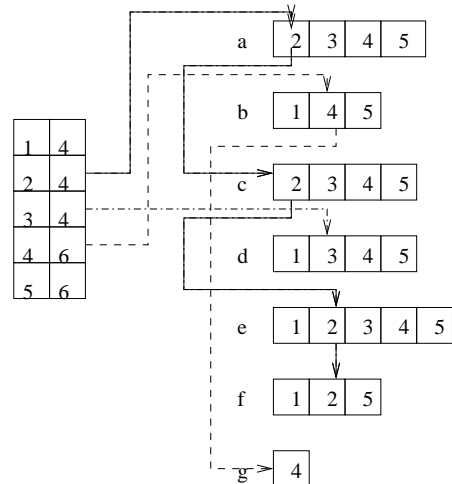 a 2 3 4 5
b 1 4 5
1 4
2 4
c 2 3 4 5
3 4
4 6
d 1 3 4 5
5 6
e 1 2 3 4 5
f 1 2 5
g 4